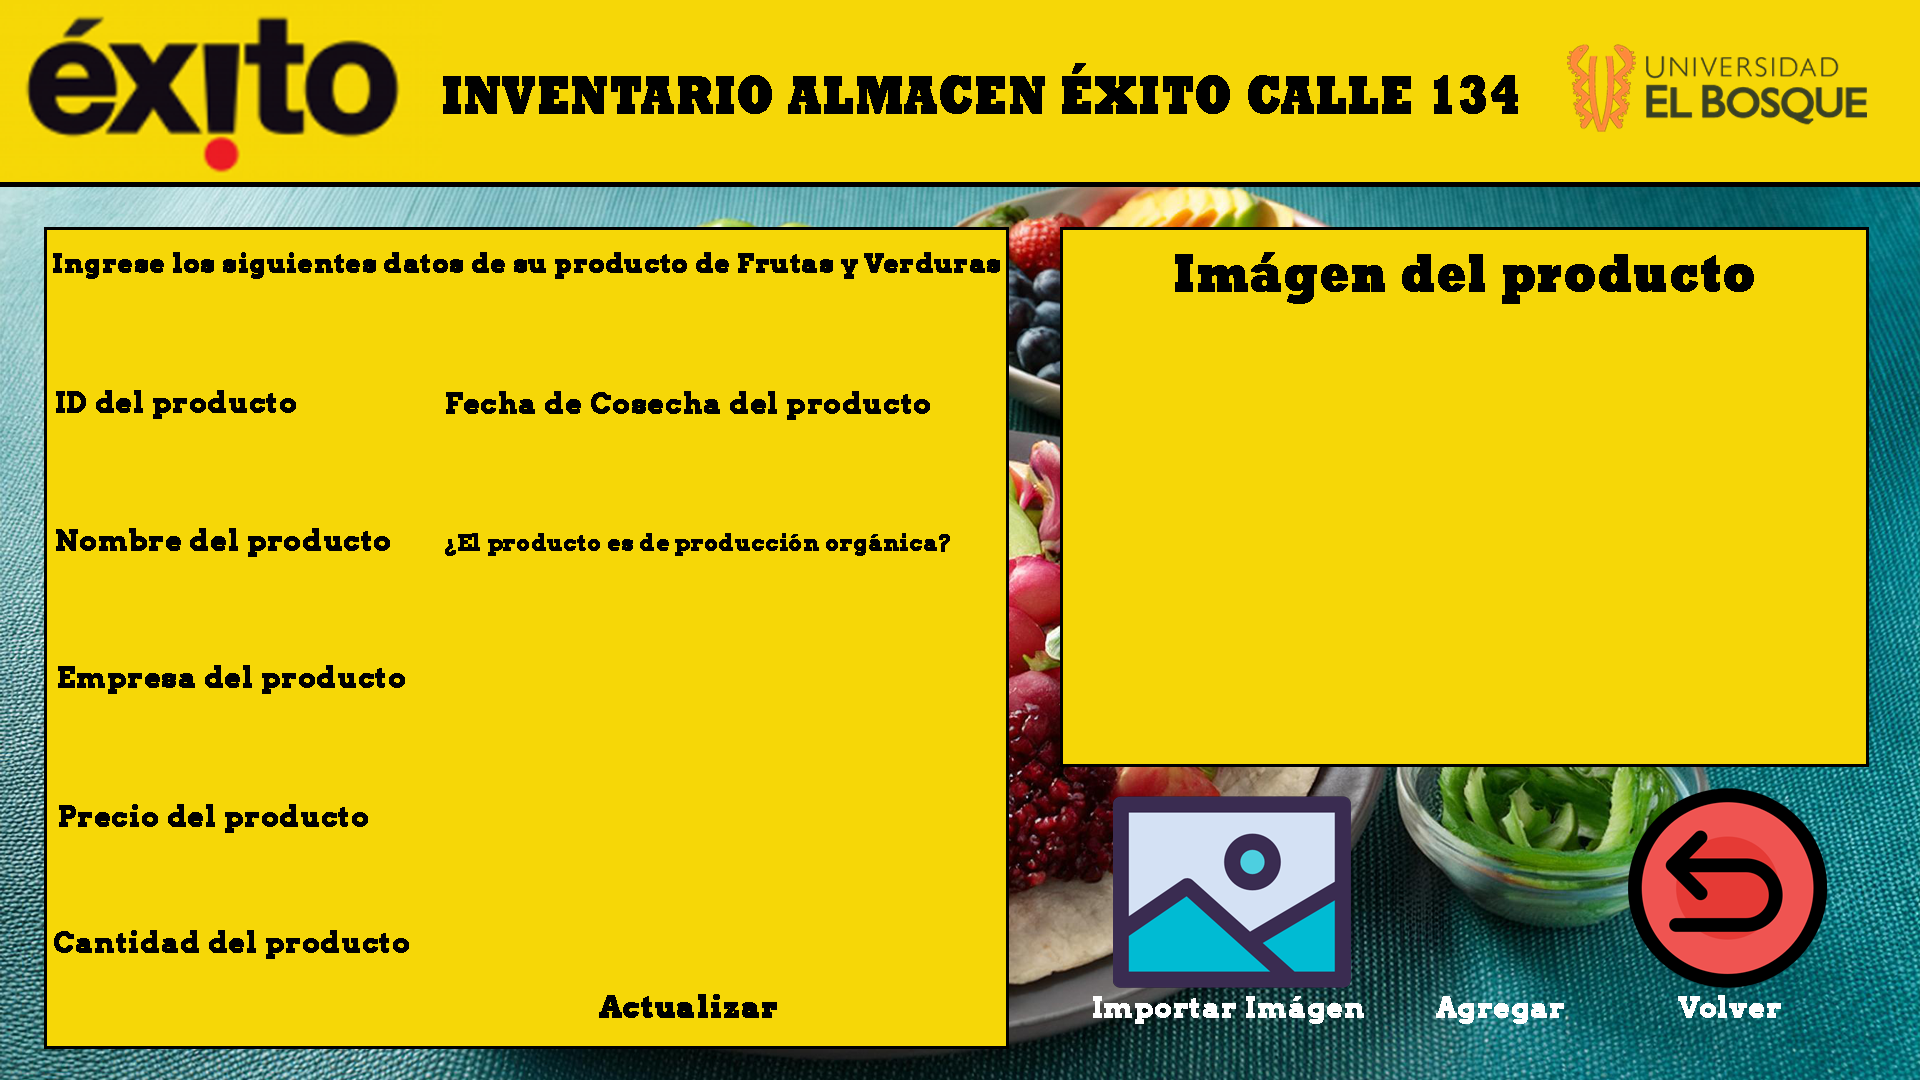 éxito
INVENTARIO ALMACEN ÉXITO CALLE 134
UNIVERSIDAD
EL BOSQUE
Ingrese los siguientes datos de su producto de Frutas y Verduras
ID del producto
Fecha de Cosecha del producto
Nombre del producto
¿El producto es de producción orgánica?
Empresa del producto
Precio del producto
Cantidad del producto
Actualizar
Imágen del producto
Importar Imágen
Agregar
Volver